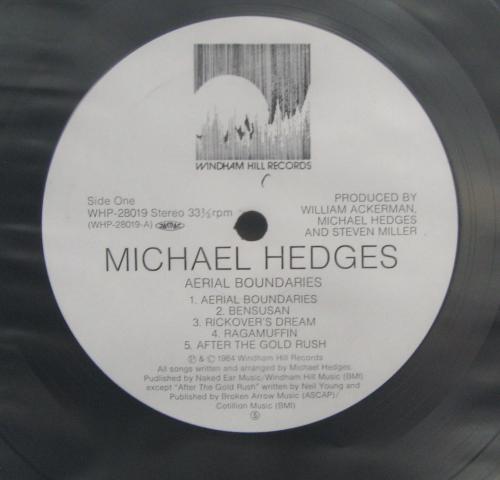 WINDHAM HILL RECORDS
Side One
WHP-28019 Stereo 33⅓rpm
(WHP-28019-A)
PRODUCED BY
WILLIAM ACKERMAN,
MICHAEL HEDGES
AND STEVEN MILLER
MICHAEL HEDGES
AERIAL BOUNDARIES
1. AERIAL BOUNDARIES
2. BENSUSAN
3. RICKOVER'S DREAM
4. RAGAMUFFIN
5. AFTER THE GOLD RUSH
Ⓟ & © 1984 Windham Hill Records
All songs written and arranged by Michael Hedges.
Published by Naked Ear Music/Windham Hill Music (BMI)
except "After The Gold Rush" written by Neil Young and
Published by Broken Arrow Music (ASCAP)/
Cotillion Music (BMI)
Ⓢ